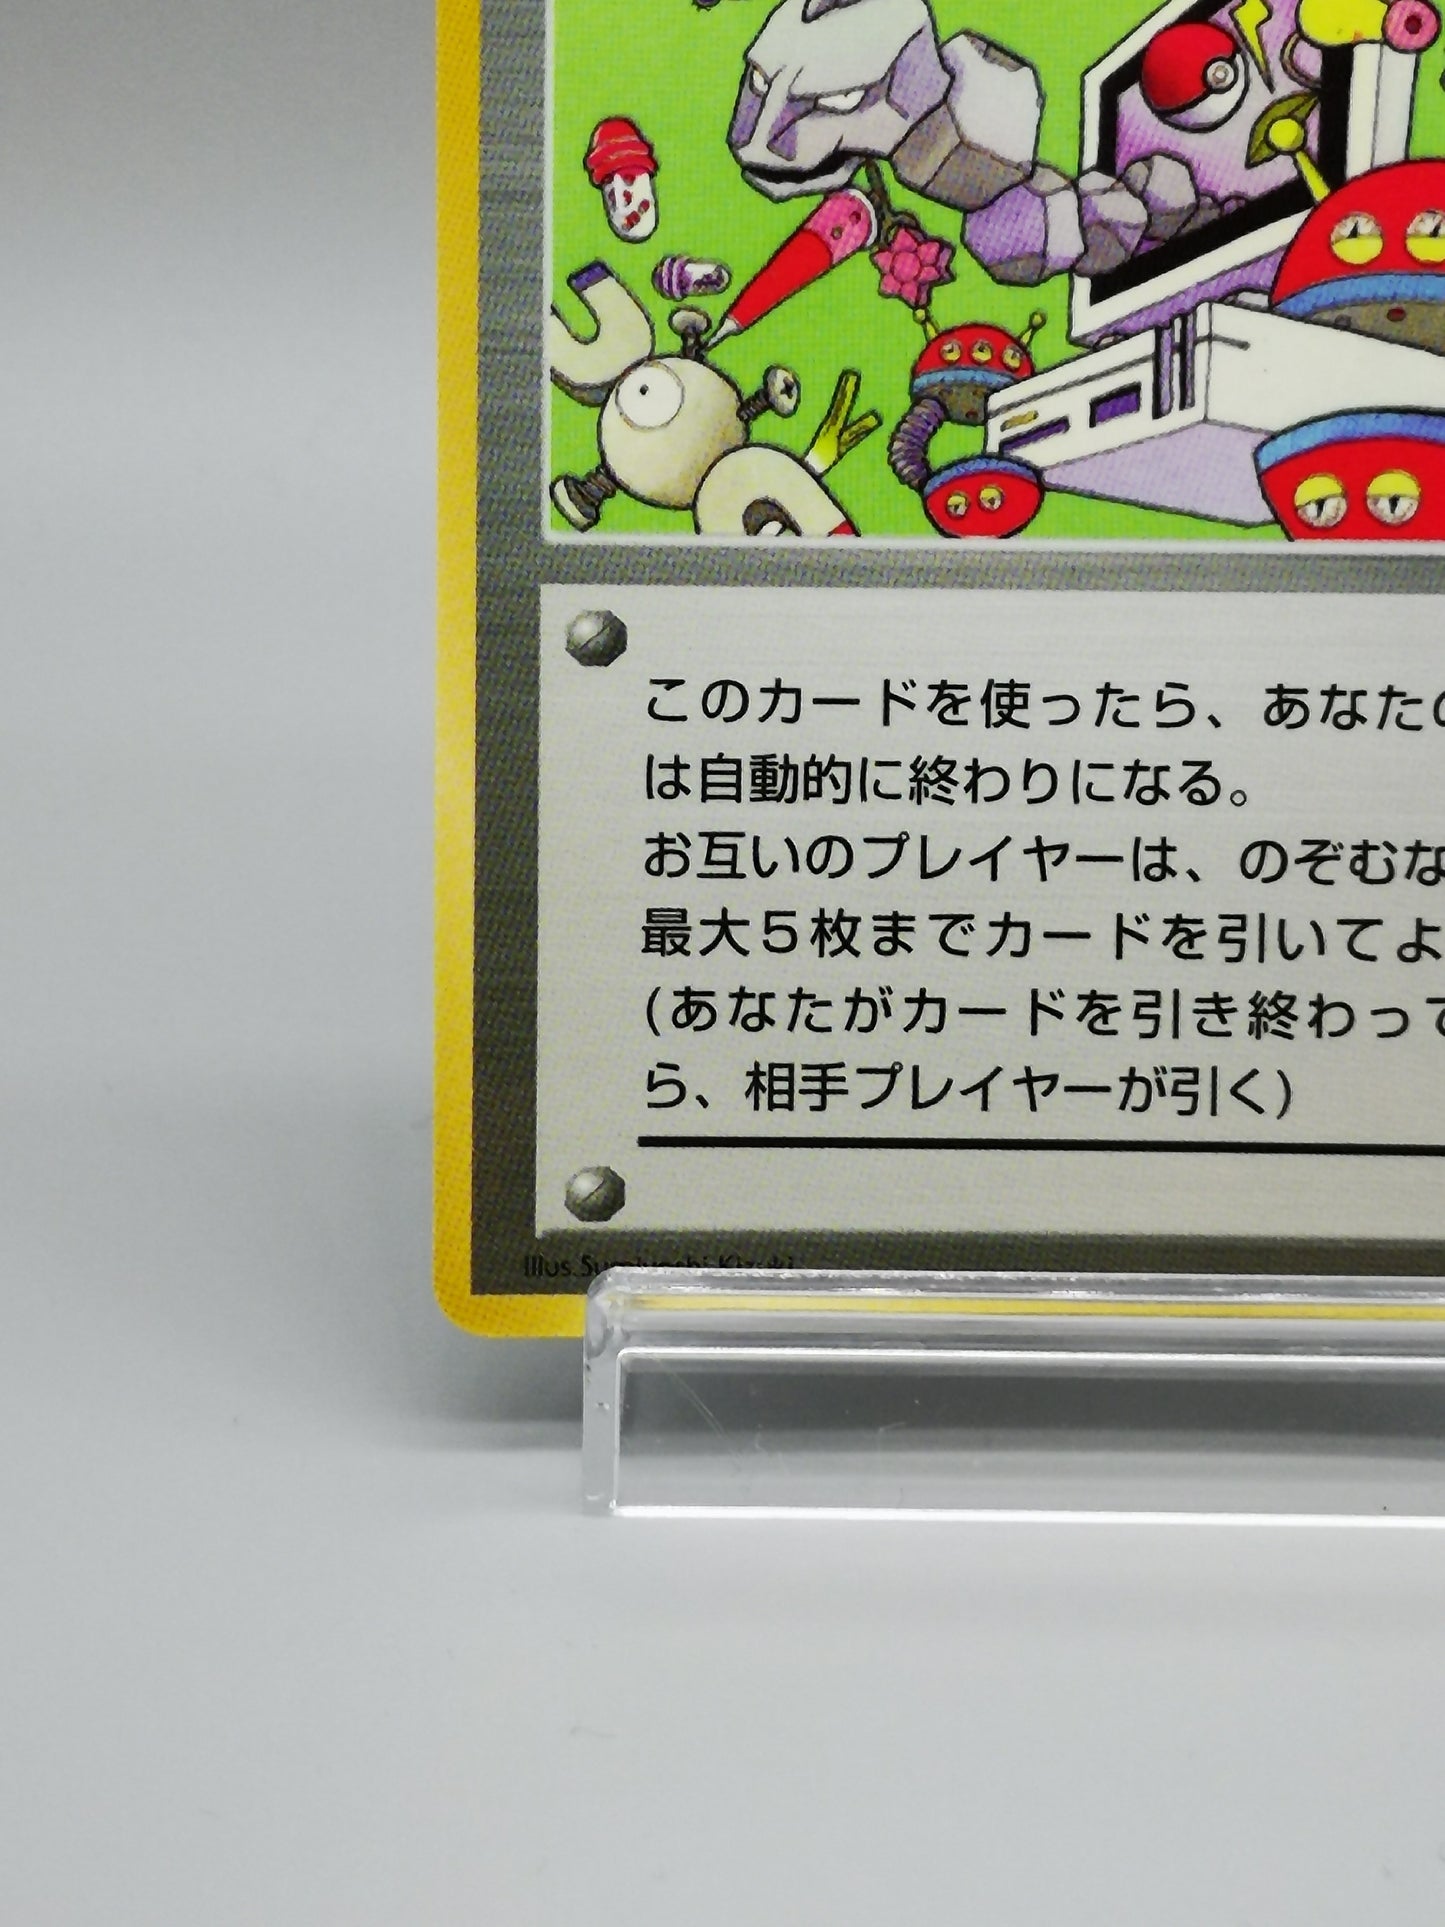 このカードを使ったら、あなたの
は自動的に終わりになる。
お互いのプレイヤーは、のぞむな
最大５枚までカードを引いてよ
(あなたがカードを引き終わって
ら、相手プレイヤーが引く)
Illus.Sumiyoshi Kizuki